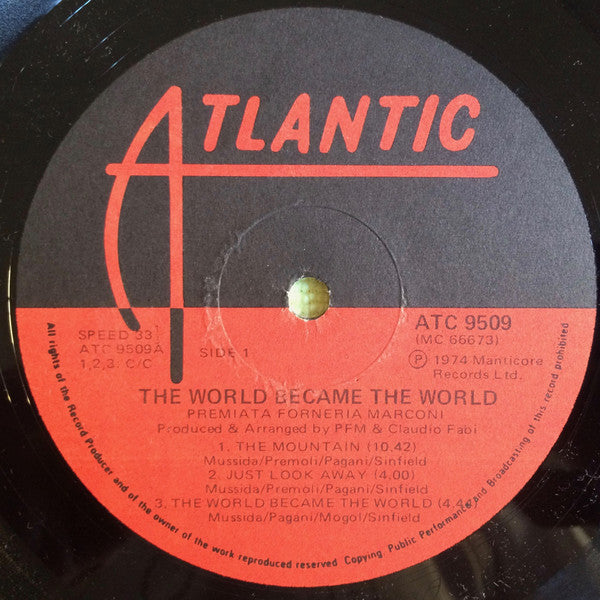 ATLANTIC
SPEED 33⅓
ATC 9509A
1,2,3: C/C
SIDE 1
ATC 9509
(MC 66673)
Ⓟ 1974 Manticore
Records Ltd.
THE WORLD BECAME THE WORLD
PREMIATA FORNERIA MARCONI
Produced & Arranged by PFM & Claudio Fabi
1. THE MOUNTAIN (10.42)
Mussida/Premoli/Pagani/Sinfield
2. JUST LOOK AWAY (4.00)
Mussida/Premoli/Pagani/Sinfield
3. THE WORLD BECAME THE WORLD
Mussida/Pagani/Mogol/Sinfield
All rights of the Record Producer and of the owner of the work reproduced reserved. Copying, Public Performance and Broadcasting of this record prohibited